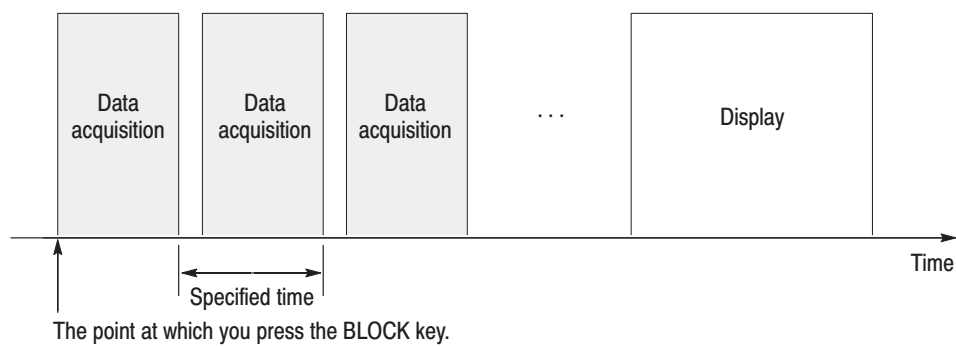 Data
acquisition
Data
acquisition
Data
acquisition
. . .
Display
Time
Specified time
The point at which you press the BLOCK key.